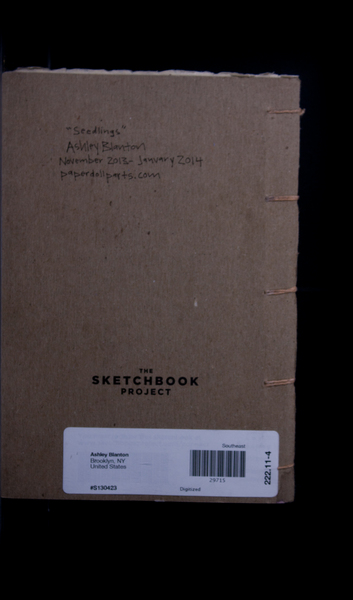 "Seedlings"
Ashley Blanton
November 2013 - January 2014
paperdollparts.com
THE
SKETCHBOOK
PROJECT
Southeast
Ashley Blanton
Brooklyn, NY
United States
29715
#S130423
Digitized
222.11-4